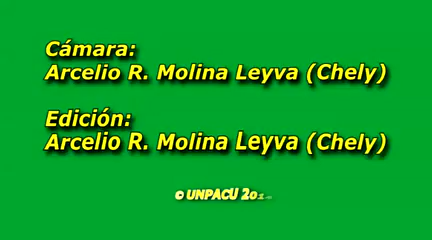 Cámara:
Arcelio R. Molina Leyva (Chely)
Edición:
Arcelio R. Molina Leyva (Chely)
© UNPACU